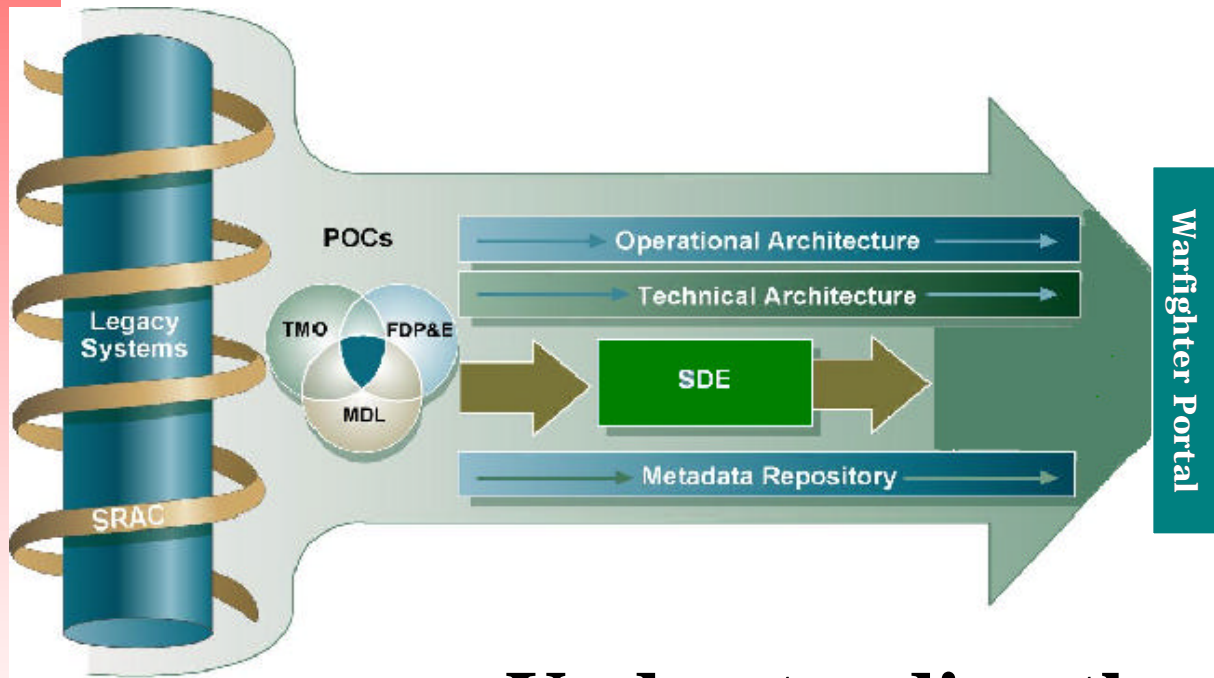 Legacy
Systems
SRAC
POCs
TMO
FDP&E
MDL
Operational Architecture
Technical Architecture
SDE
Metadata Repository
Warfighter Portal